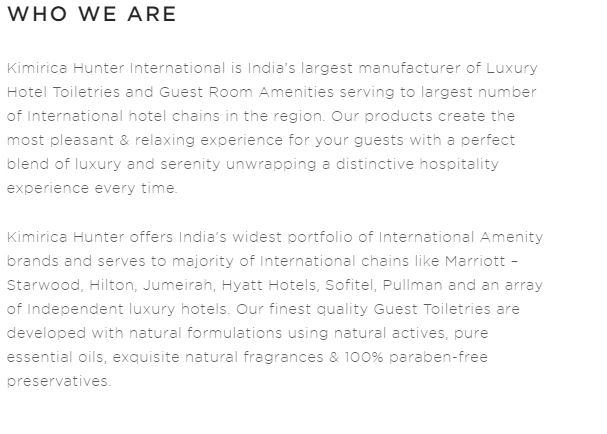 WHO WE ARE
Kimirica Hunter International is India's largest manufacturer of Luxury
Hotel Toiletries and Guest Room Amenities serving to largest number
of International hotel chains in the region. Our products create the
most pleasant & relaxing experience for your guests with a perfect
blend of luxury and serenity unwrapping a distinctive hospitality
experience every time.
Kimirica Hunter offers India's widest portfolio of International Amenity
brands and serves to majority of International chains like Marriott –
Starwood, Hilton, Jumeirah, Hyatt Hotels, Sofitel, Pullman and an array
of Independent luxury hotels. Our finest quality Guest Toiletries are
developed with natural formulations using natural actives, pure
essential oils, exquisite natural fragrances & 100% paraben-free
preservatives.